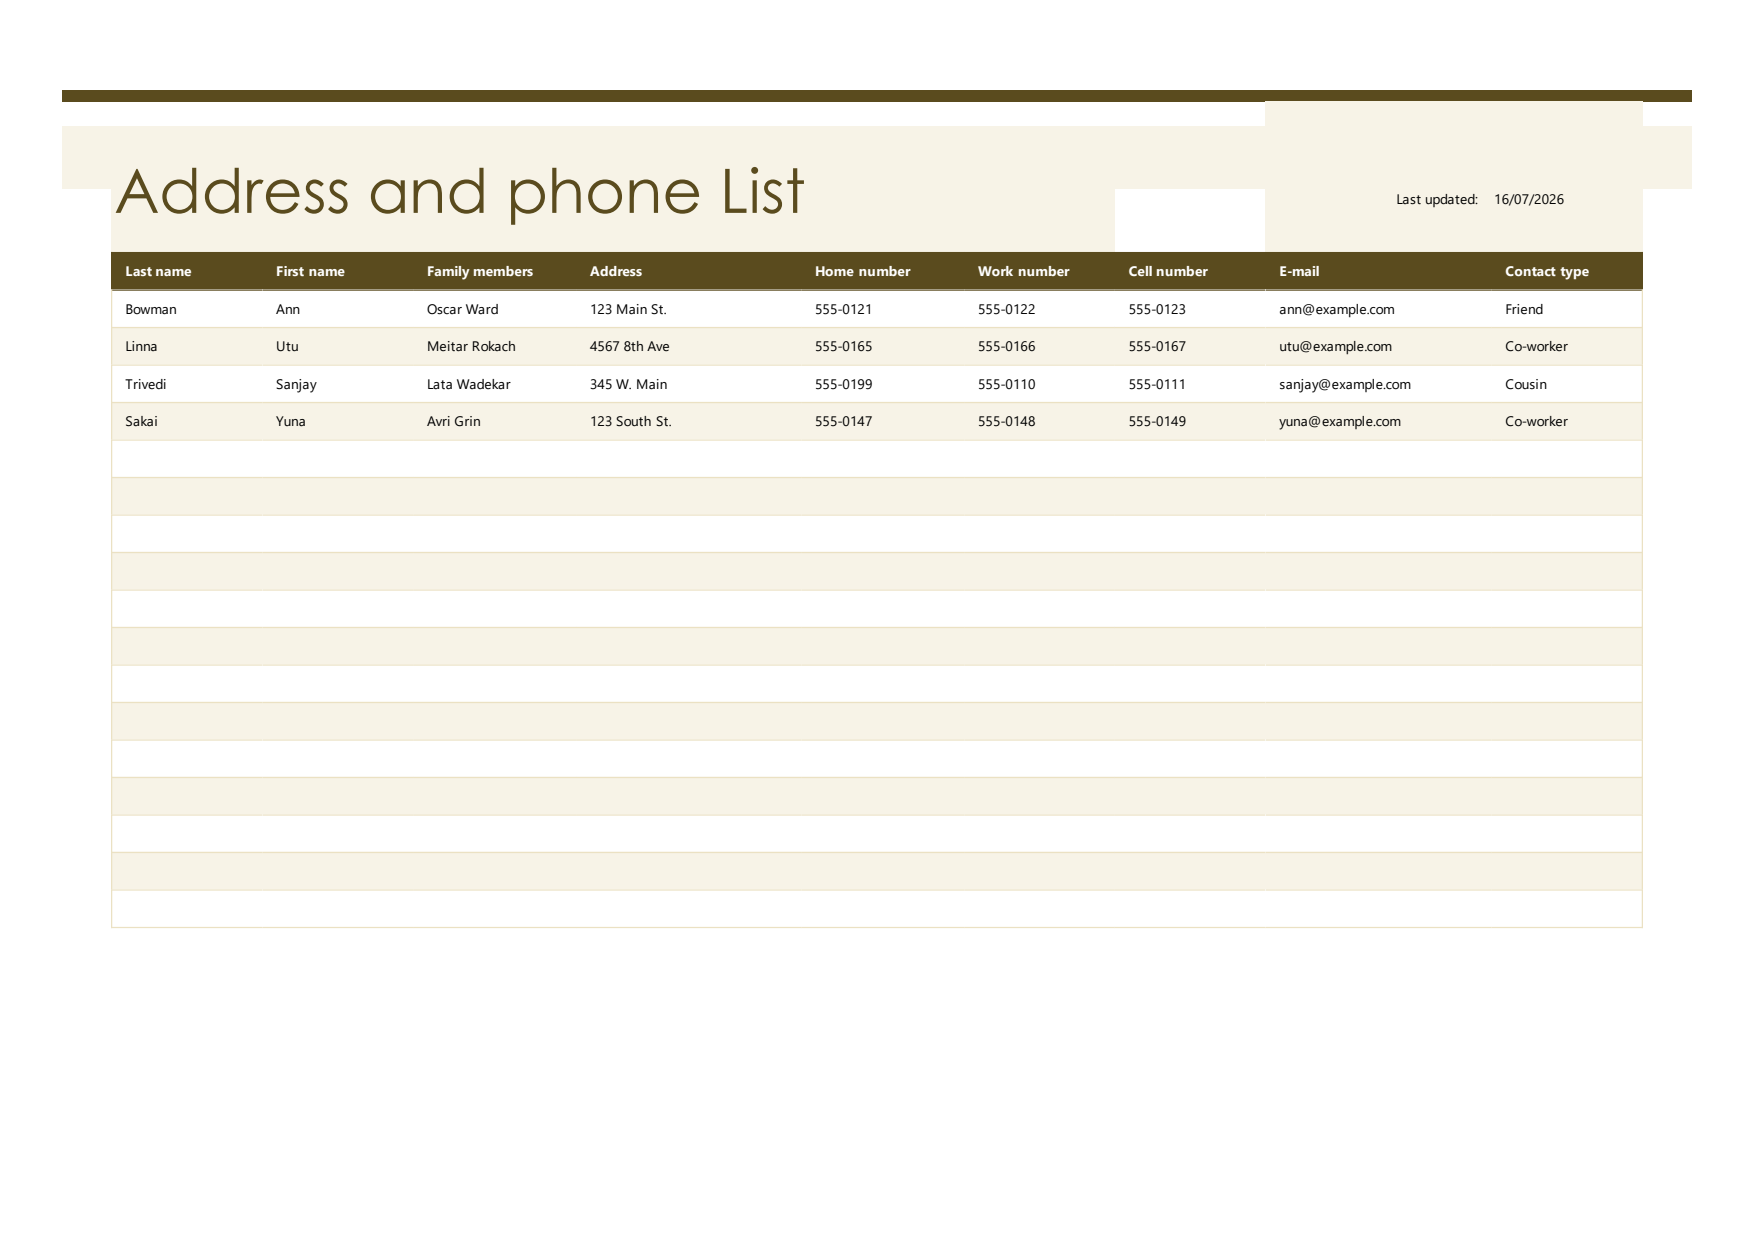 Address and phone List
Last updated: 16/07/2026
Last name First name Family members Address Home number Work number Cell number E-mail Contact type
Bowman Ann Oscar Ward 123 Main St. 555-0121 555-0122 555-0123 ann@example.com Friend
Linna Utu Meitar Rokach 4567 8th Ave 555-0165 555-0166 555-0167 utu@example.com Co-worker
Trivedi Sanjay Lata Wadekar 345 W. Main 555-0199 555-0110 555-0111 sanjay@example.com Cousin
Sakai Yuna Avri Grin 123 South St. 555-0147 555-0148 555-0149 yuna@example.com Co-worker